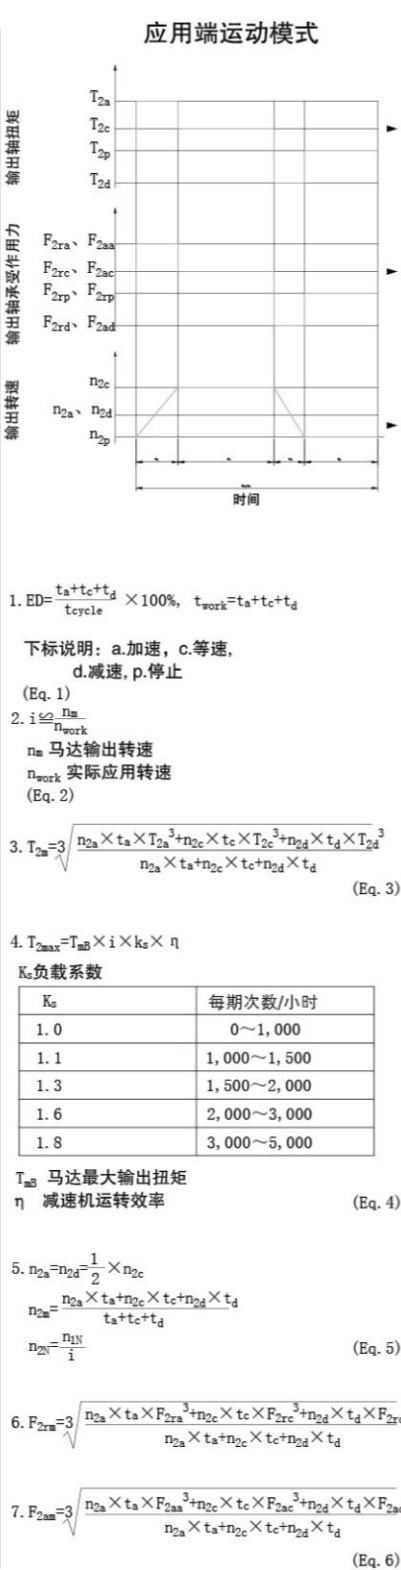 应用端运动模式
输出轴扭矩
T2a
T2c
T2p
T2d
输出轴承受作用力
F2ra、F2aa
F2rc、F2ac
F2rp、F2rp
F2rd、F2ad
输出转速
n2c
n2a、n2d
n2p
时间
1.ED=(ta+tc+td)/tcycle ×100%, twork=ta+tc+td
下标说明：a.加速，c.等速,
d.减速, p.停止
(Eq.1)
2.i≦nm/nwork
nm 马达输出转速
nwork 实际应用转速
(Eq.2)
3.T2m=3√((n2a×ta×T2a³+n2c×tc×T2c³+n2d×td×T2d³)/(n2a×ta+n2c×tc+n2d×td))
(Eq.3)
4.T2max=TmB×i×ks×η
Ks负载系数
Ks 每期次数/小时
1.0 0～1,000
1.1 1,000～1,500
1.3 1,500～2,000
1.6 2,000～3,000
1.8 3,000～5,000
TmB 马达最大输出扭矩
η 减速机运转效率 (Eq.4)
5.n2a=n2d=1/2×n2c
n2m=(n2a×ta+n2c×tc+n2d×td)/(ta+tc+td)
n2N=n1N/i (Eq.5)
6.F2rm=3√((n2a×ta×F2ra³+n2c×tc×F2rc³+n2d×td×F2r)/(n2a×ta+n2c×tc+n2d×td))
7.F2am=3√((n2a×ta×F2aa³+n2c×tc×F2ac³+n2d×td×F2a)/(n2a×ta+n2c×tc+n2d×td))
(Eq.6)